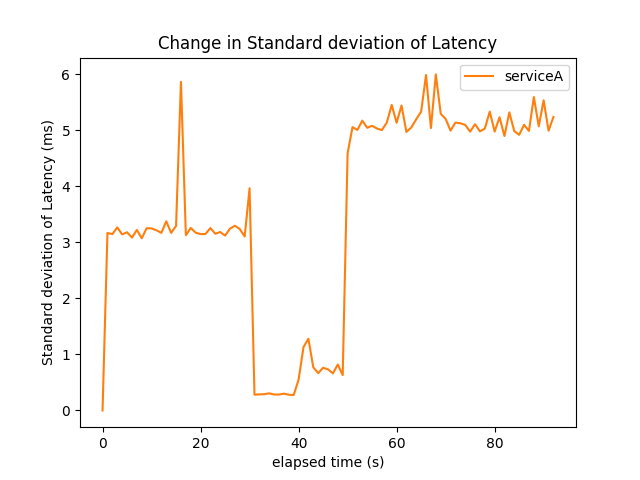 Change in Standard deviation of Latency
serviceA
Standard deviation of Latency (ms)
6
5
4
3
2
1
0
0 20 40 60 80
elapsed time (s)